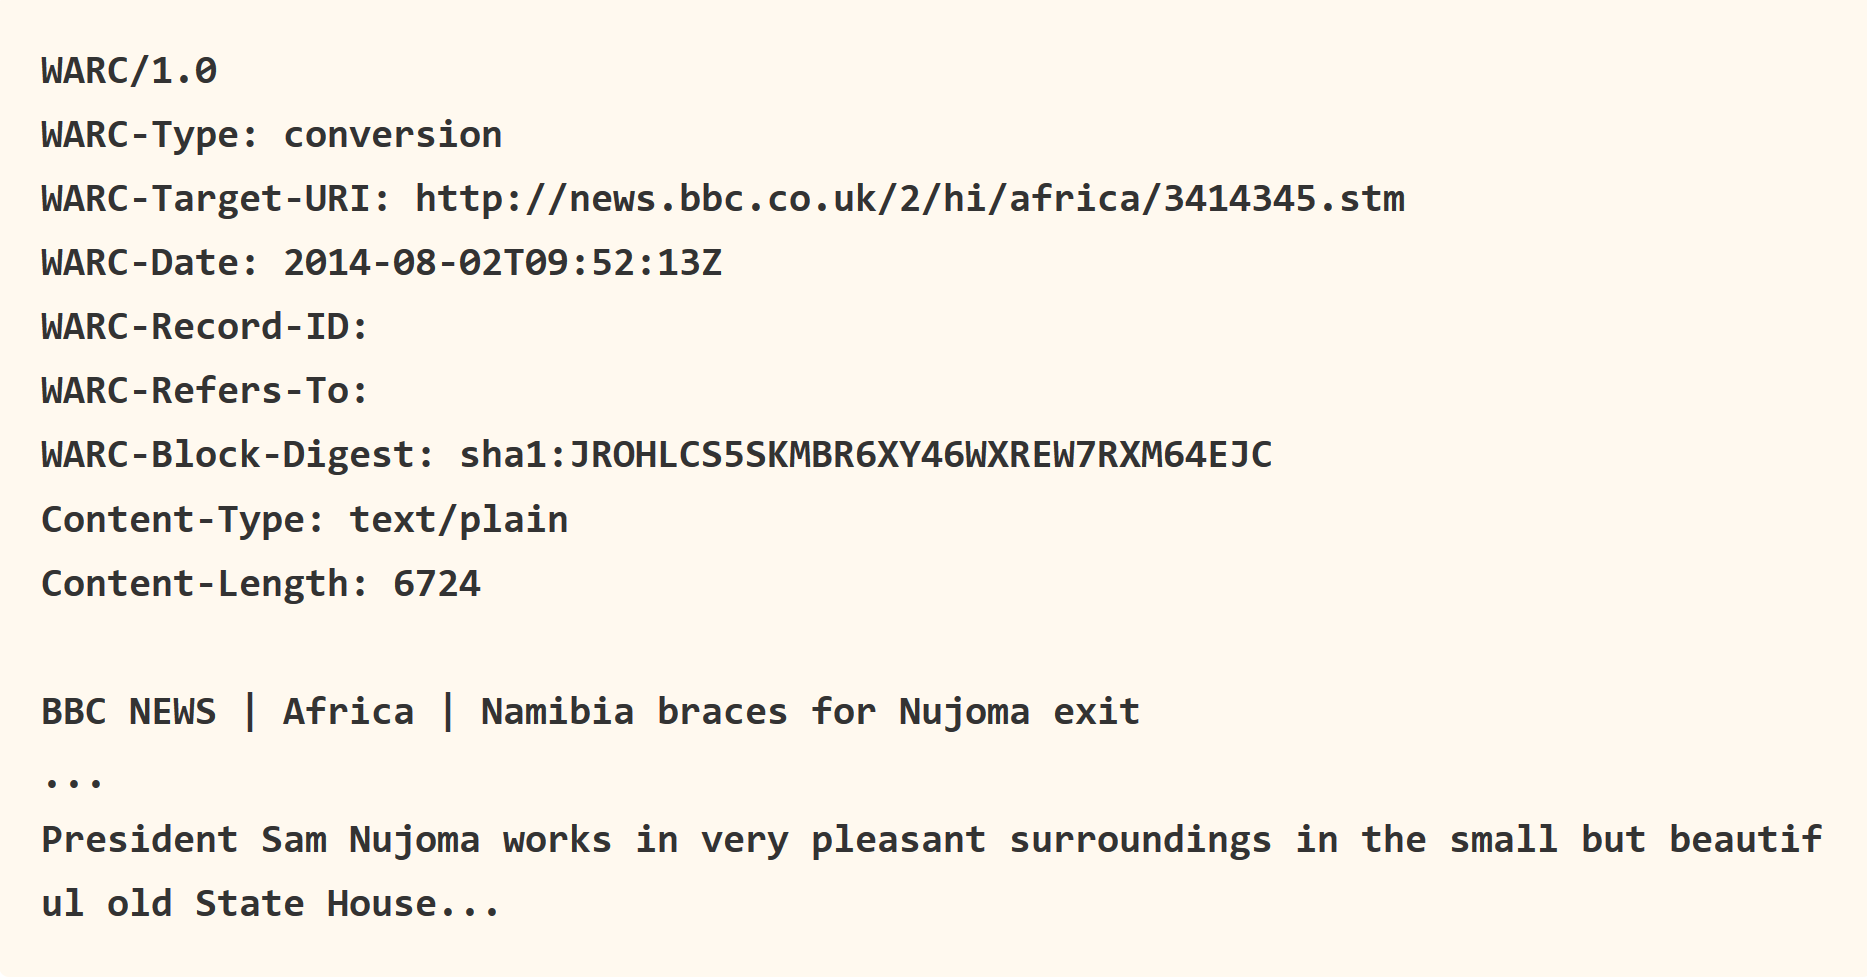 WARC/1.0
WARC-Type: conversion
WARC-Target-URI: http://news.bbc.co.uk/2/hi/africa/3414345.stm
WARC-Date: 2014-08-02T09:52:13Z
WARC-Record-ID:
WARC-Refers-To:
WARC-Block-Digest: sha1:JROHLCS5SKMBR6XY46WXREW7RXM64EJC
Content-Type: text/plain
Content-Length: 6724

BBC NEWS | Africa | Namibia braces for Nujoma exit
...
President Sam Nujoma works in very pleasant surroundings in the small but beautif
ul old State House...